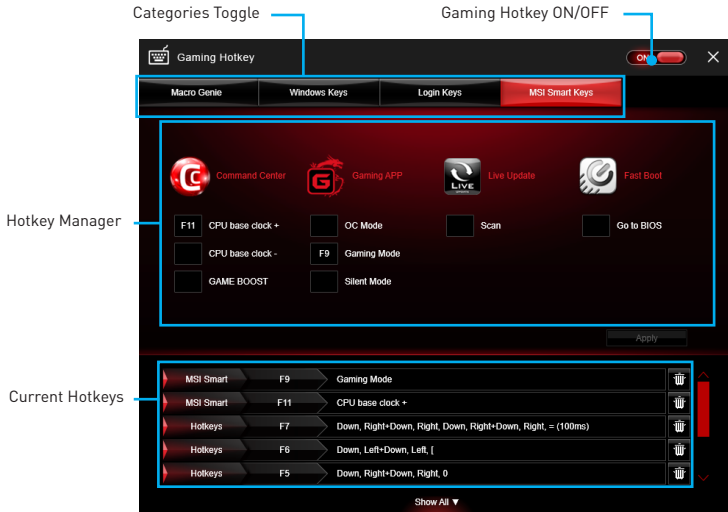 Categories Toggle
Gaming Hotkey ON/OFF
Gaming Hotkey
ON
Macro Genie
Windows Keys
Login Keys
MSI Smart Keys
Hotkey Manager
Command Center
Gaming APP
LIVE
UPDATE
Live Update
Fast Boot
F11 CPU base clock +
OC Mode
Scan
Go to BIOS
CPU base clock -
F9 Gaming Mode
GAME BOOST
Silent Mode
Apply
Current Hotkeys
MSI Smart F9 Gaming Mode
MSI Smart F11 CPU base clock +
Hotkeys F7 Down, Right+Down, Right, Down, Right+Down, Right, = (100ms)
Hotkeys F6 Down, Left+Down, Left, [
Hotkeys F5 Down, Right+Down, Right, 0
Show All ▼